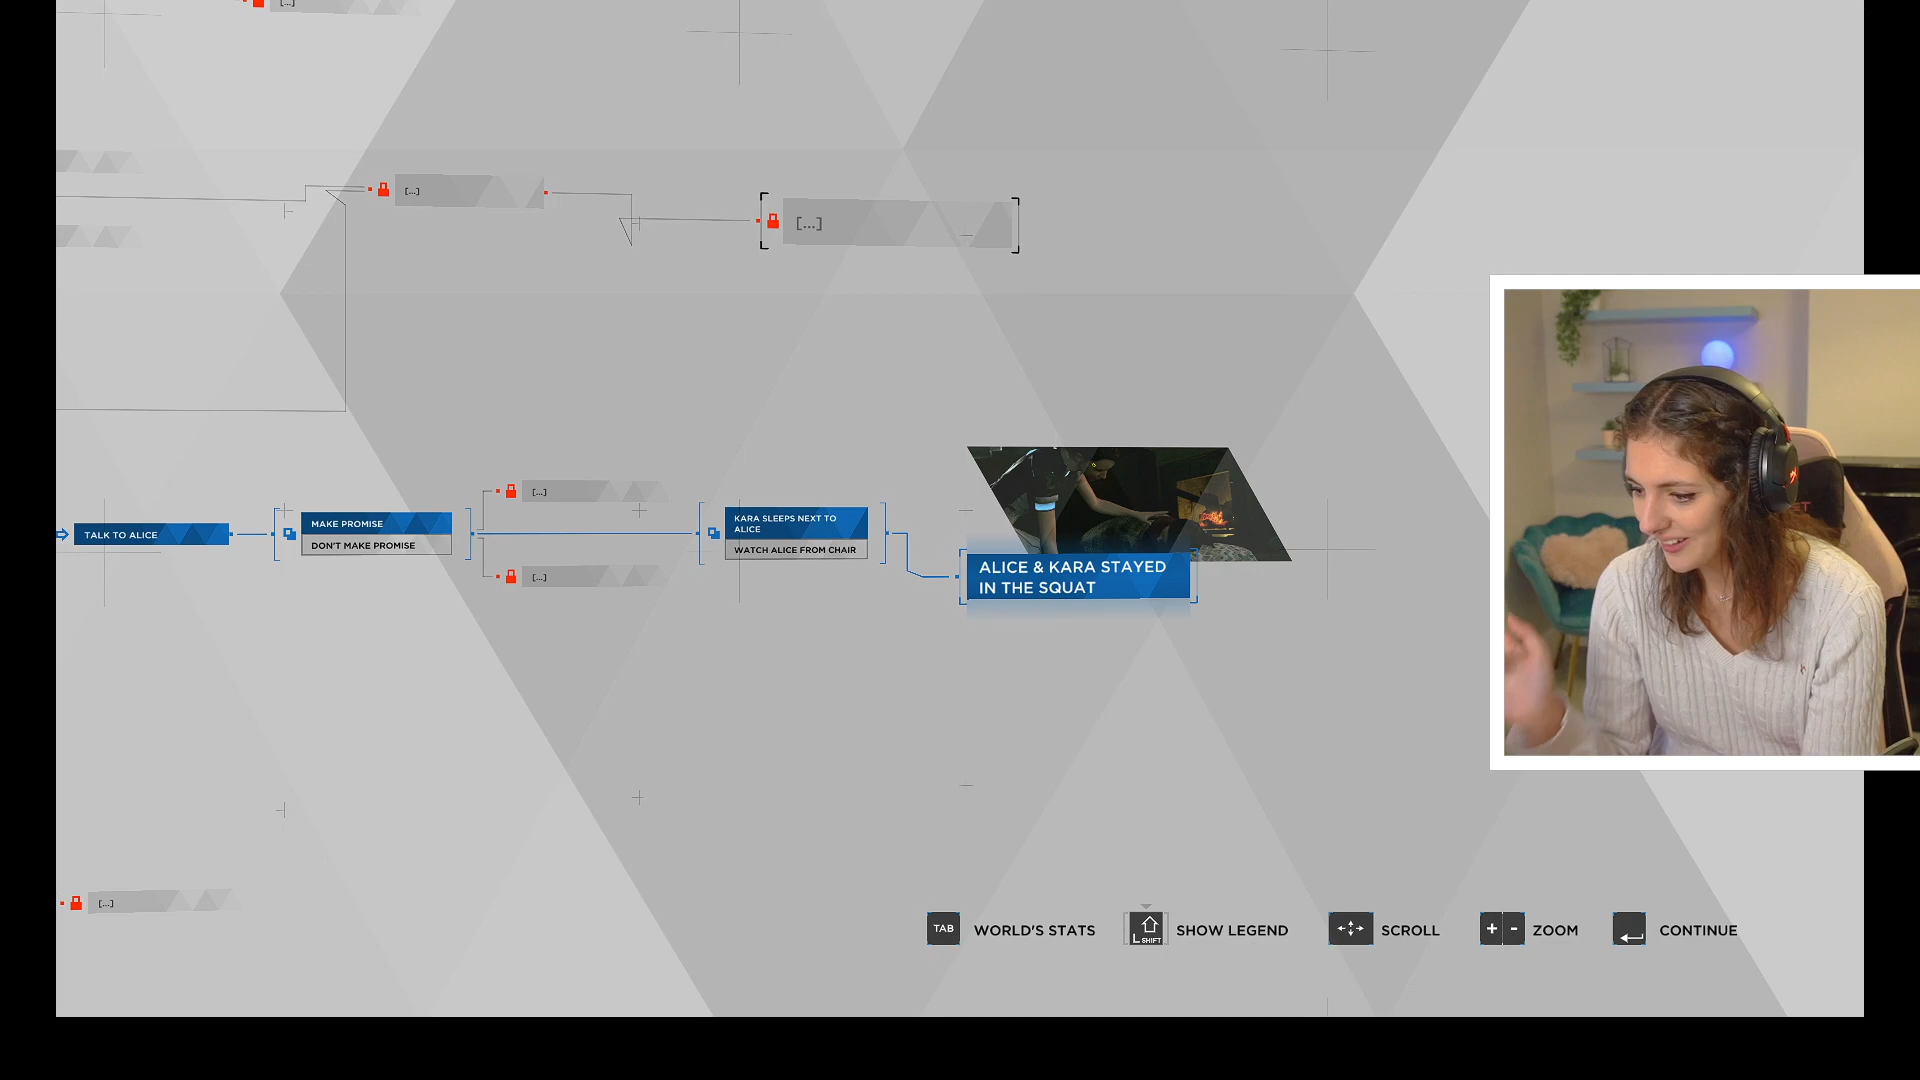 [...]
[...]
[...]
[...]
TALK TO ALICE
MAKE PROMISE
DON'T MAKE PROMISE
KARA SLEEPS NEXT TO
ALICE
WATCH ALICE FROM CHAIR
[...]
ALICE & KARA STAYED
IN THE SQUAT
[...]
TAB WORLD'S STATS
L SHIFT SHOW LEGEND
SCROLL
+ - ZOOM
CONTINUE